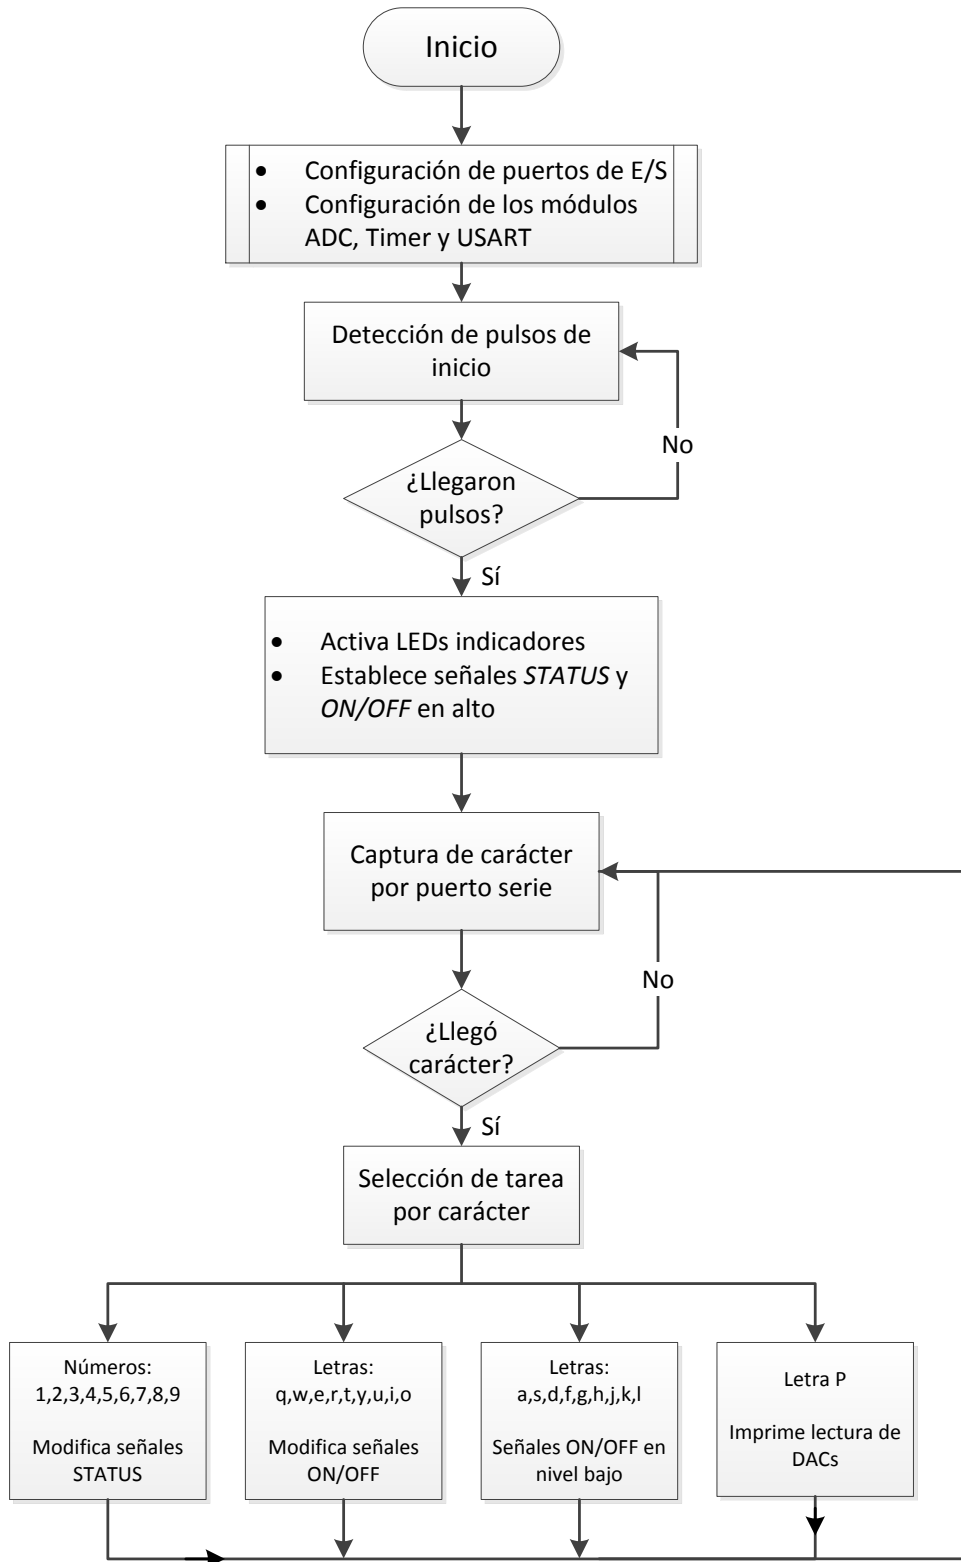 Inicio
• Configuración de puertos de E/S
• Configuración de los módulos
ADC, Timer y USART
Detección de pulsos de
inicio
No
¿Llegaron
pulsos?
Sí
• Activa LEDs indicadores
• Establece señales STATUS y
ON/OFF en alto
Captura de carácter
por puerto serie
No
¿Llegó
carácter?
Sí
Selección de tarea
por carácter
Números:
1,2,3,4,5,6,7,8,9
Modifica señales
STATUS
Letras:
q,w,e,r,t,y,u,i,o
Modifica señales
ON/OFF
Letras:
a,s,d,f,g,h,j,k,l
Señales ON/OFF en
nivel bajo
Letra P
Imprime lectura de
DACs